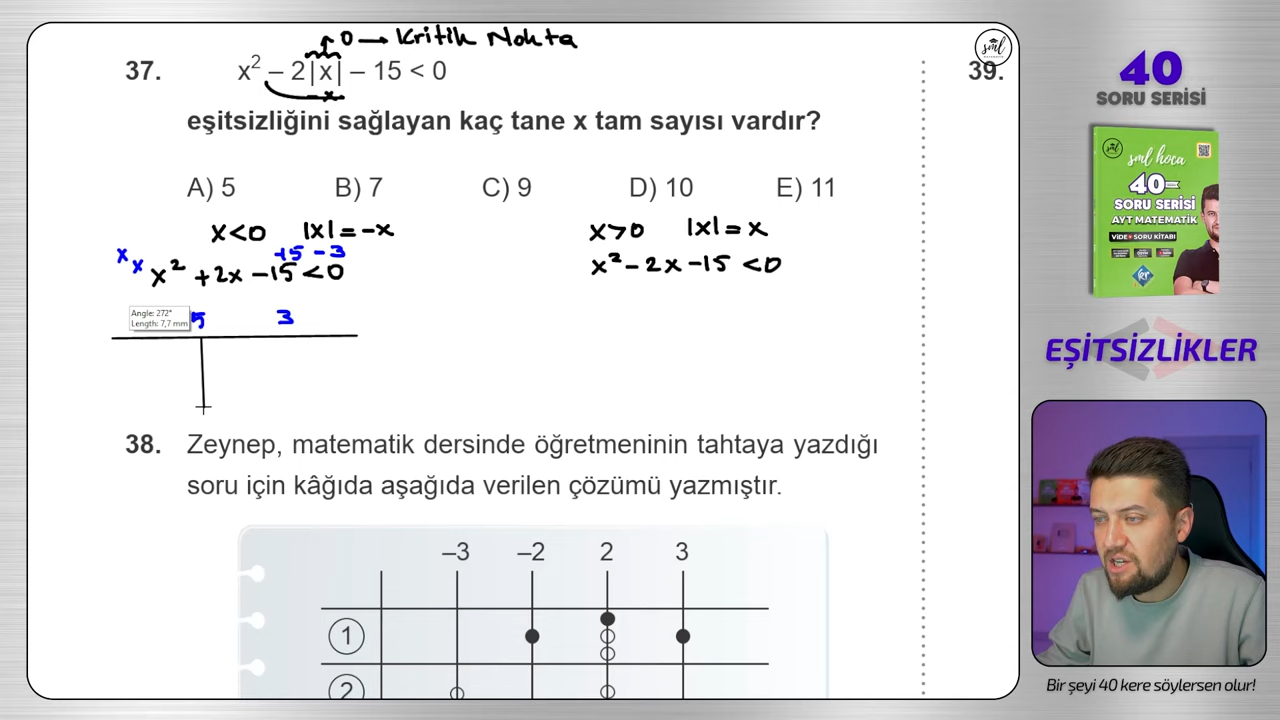 0 → Kritik Nokta
37. x² – 2|x| – 15 < 0
-x
eşitsizliğini sağlayan kaç tane x tam sayısı vardır?
A) 5 B) 7 C) 9 D) 10 E) 11
x<0 |x|=-x
x +5 -3
x x² +2x -15 <0
5 3
Angle: 272°
Length: 7,7 mm
x>0 |x|=x
x² - 2x -15 <0
38. Zeynep, matematik dersinde öğretmeninin tahtaya yazdığı
soru için kâğıda aşağıda verilen çözümü yazmıştır.
–3 –2 2 3
1
2
sml
39.
40
SORU SERİSİ
sml hoca
40
SORU SERİSİ
AYT MATEMATİK
VİDEO SORU KİTABI
KR
EŞİTSİZLİKLER
Bir şeyi 40 kere söylersen olur!